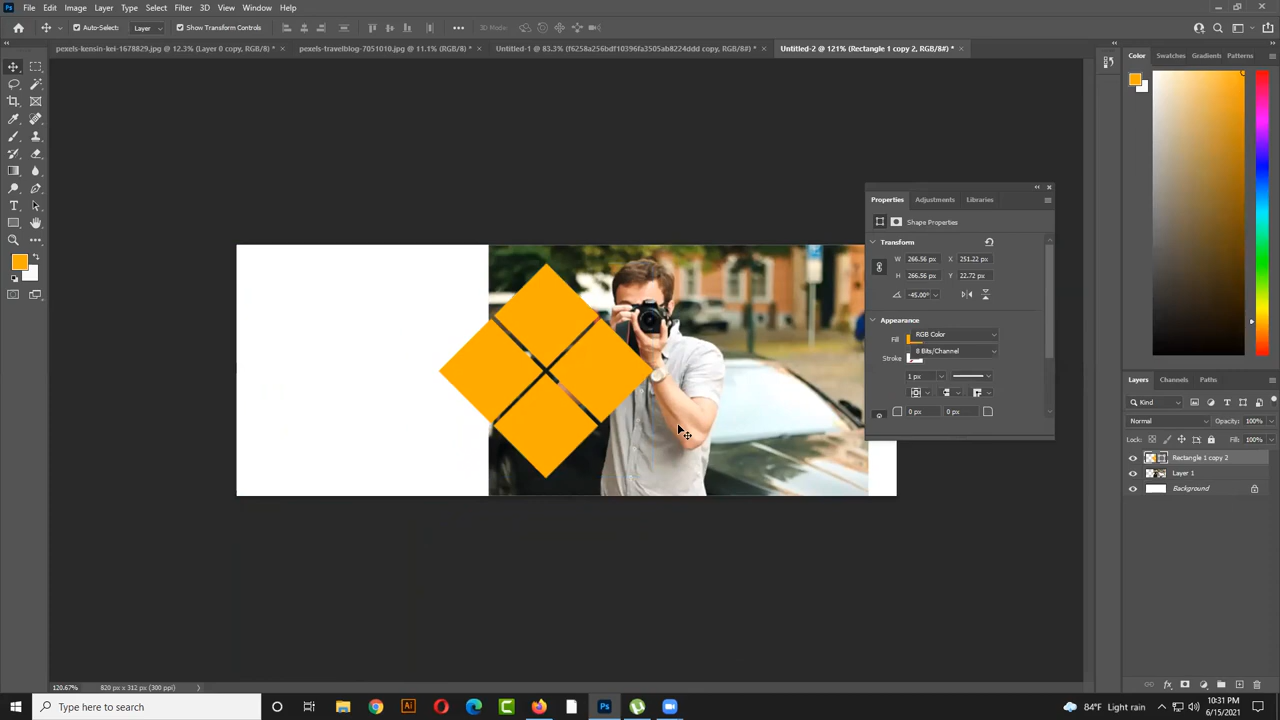 Ps File Edit Image Layer Type Select Filter 3D View Window Help
Auto-Select: Layer Show Transform Controls 3D Mode:
pexels-kensin-kei-1678829.jpg @ 12.3% (Layer 0 copy, RGB/8) * ×
pexels-travelblog-7051010.jpg @ 11.1% (RGB/8) * ×
Untitled-1 @ 83.3% (f6258a256bdf10396fa3505ab8224ddd copy, RGB/8#) * ×
Untitled-2 @ 121% (Rectangle 1 copy 2, RGB/8#) * ×
Color Swatches Gradients Patterns
Properties Adjustments Libraries
Shape Properties
Transform
W 266.56 px X 251.22 px
H 266.56 px Y 22.72 px
-45.00°
Appearance
RGB Color
Fill
8 Bits/Channel
Stroke
1 px
0 px 0 px
Layers Channels Paths
Kind
Normal Opacity: 100%
Lock: Fill: 100%
Rectangle 1 copy 2
Layer 1
Background
120.67% 820 px x 312 px (300 ppi)
Type here to search
Ai
Ps
84°F Light rain
10:31 PM
6/15/2021